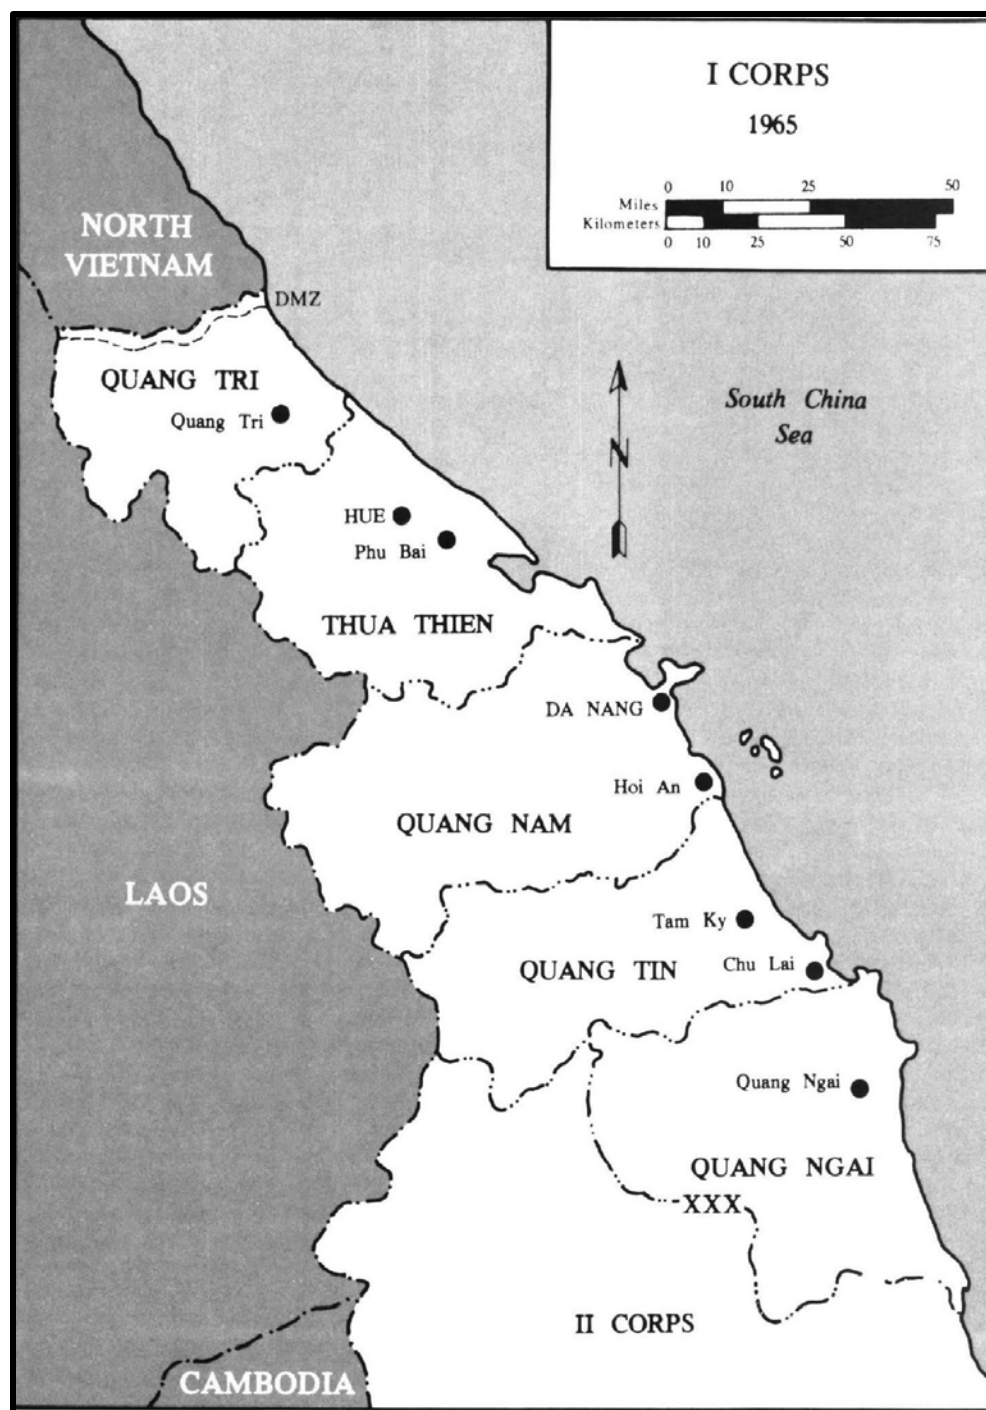 I CORPS
1965
0 10 25 50
Miles
Kilometers
0 10 25 50 75
NORTH
VIETNAM
DMZ
QUANG TRI
Quang Tri
South China
Sea
N
HUE
Phu Bai
THUA THIEN
DA NANG
Hoi An
QUANG NAM
LAOS
Tam Ky
QUANG TIN
Chu Lai
Quang Ngai
QUANG NGAI
XXX
II CORPS
CAMBODIA